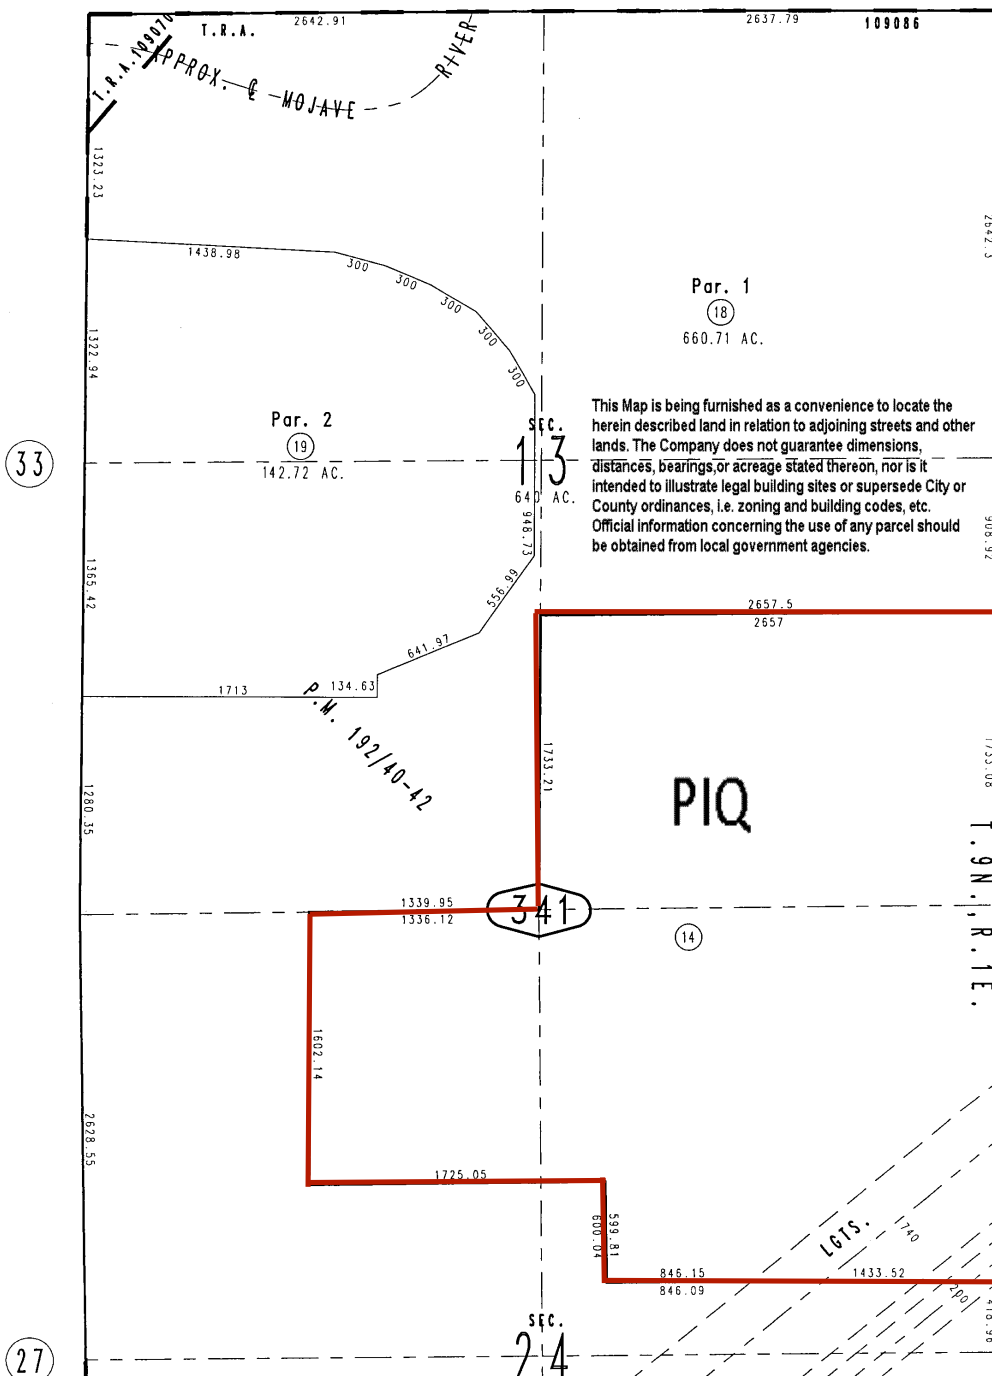 2642.91
2637.79
109086
T.R.A.
T.R.A. 109070
APPROX. ℄ MOJAVE RIVER
1323.23
1438.98
300
300
300
300
300
2642.3
Par. 1
18
660.71 AC.
1322.94
Par. 2
19
142.72 AC.
33
SEC.
13
640 AC.
This Map is being furnished as a convenience to locate the
herein described land in relation to adjoining streets and other
lands. The Company does not guarantee dimensions,
distances, bearings,or acreage stated thereon, nor is it
intended to illustrate legal building sites or supersede City or
County ordinances, i.e. zoning and building codes, etc.
Official information concerning the use of any parcel should
be obtained from local government agencies.
948.73
908.92
1365.42
556.99
641.97
2657.5
2657
1713
134.63
P.M. 192/40-42
1733.21
1733.08
PIQ
1280.35
T.9N.,R.1E.
1339.95
1336.12
341
14
1602.14
2628.55
1725.05
599.81
600.04
LGTS.
740
846.15
846.09
1433.52
200
SEC.
24
27